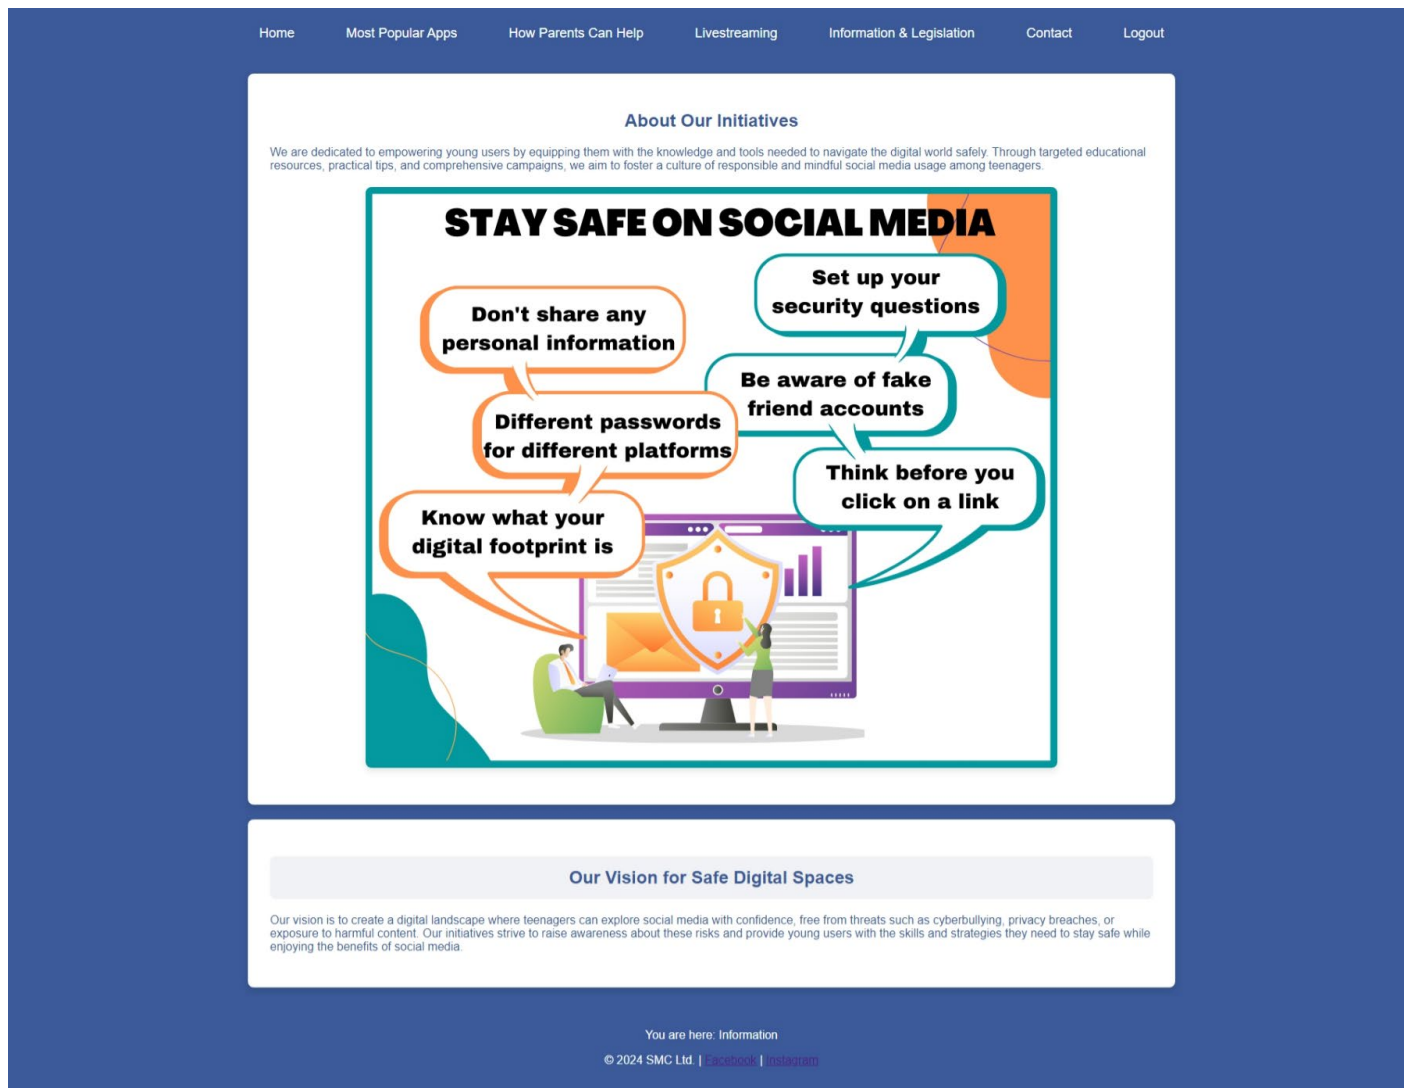 Home Most Popular Apps How Parents Can Help Livestreaming Information & Legislation Contact Logout
About Our Initiatives
We are dedicated to empowering young users by equipping them with the knowledge and tools needed to navigate the digital world safely. Through targeted educational
resources, practical tips, and comprehensive campaigns, we aim to foster a culture of responsible and mindful social media usage among teenagers.
STAY SAFE ON SOCIAL MEDIA
Don't share any
personal information
Different passwords
for different platforms
Know what your
digital footprint is
Set up your
security questions
Be aware of fake
friend accounts
Think before you
click on a link
Our Vision for Safe Digital Spaces
Our vision is to create a digital landscape where teenagers can explore social media with confidence, free from threats such as cyberbullying, privacy breaches, or
exposure to harmful content. Our initiatives strive to raise awareness about these risks and provide young users with the skills and strategies they need to stay safe while
enjoying the benefits of social media.
You are here: Information
© 2024 SMC Ltd. | Facebook | Instagram